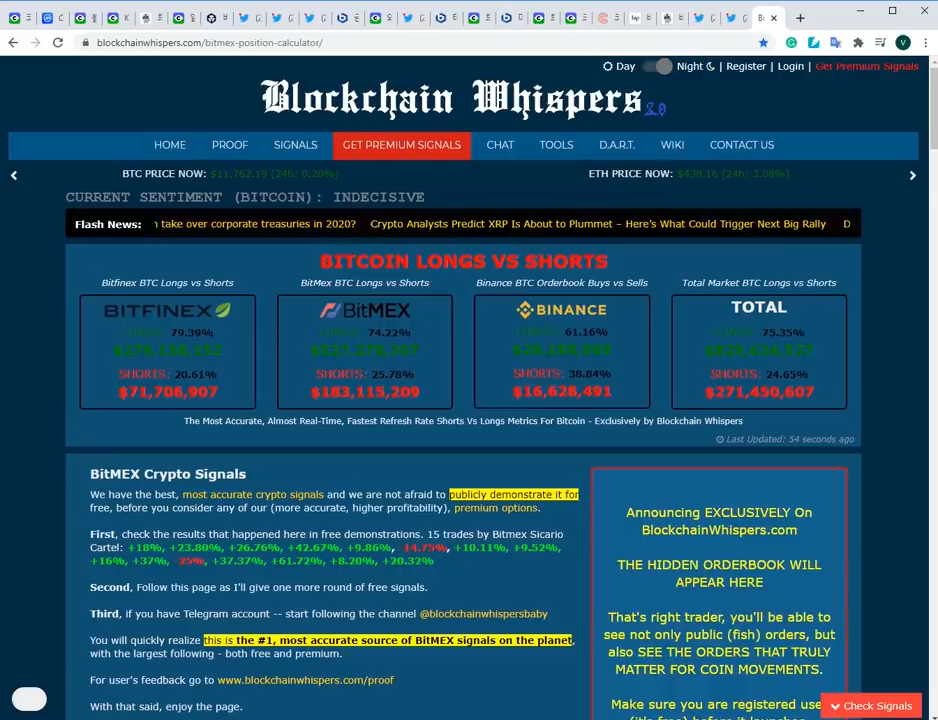 blockchainwhispers.com/bitmex-position-calculator/
Day Night | Register | Login | Get Premium Signals
Blockchain Whispers 2.0
HOME PROOF SIGNALS GET PREMIUM SIGNALS CHAT TOOLS D.A.R.T. WIKI CONTACT US
BTC PRICE NOW: $11,762.19 (24h: 0.20%) ETH PRICE NOW: $438.16 (24h: 3.08%)
CURRENT SENTIMENT (BITCOIN): INDECISIVE
Flash News: take over corporate treasuries in 2020? Crypto Analysts Predict XRP Is About to Plummet – Here's What Could Trigger Next Big Rally D
BITCOIN LONGS VS SHORTS
Bitfinex BTC Longs vs Shorts BitMex BTC Longs vs Shorts Binance BTC Orderbook Buys vs Sells Total Market BTC Longs vs Shorts
BITFINEX BitMEX BINANCE TOTAL
LONGS: 79.39% LONGS: 74.22% 61.16% LONGS: 75.35%
SHORTS: 20.61% SHORTS: 25.78% SHORTS: 38.84% SHORTS: 24.65%
$71,706,907 $183,115,209 $16,628,491 $271,450,607
The Most Accurate, Almost Real-Time, Fastest Refresh Rate Shorts Vs Longs Metrics For Bitcoin - Exclusively by Blockchain Whispers
Last Updated: 54 seconds ago
BitMEX Crypto Signals
We have the best, most accurate crypto signals and we are not afraid to publicly demonstrate it for
free, before you consider any of our (more accurate, higher profitability), premium options.
First, check the results that happened here in free demonstrations. 15 trades by Bitmex Sicario
Cartel: +18%, +23.80%, +26.76%, +42.67%, +9.86%, -14.75%, +10.11%, +9.52%,
+16%, +37%, -25%, +37.37%, +61.72%, +8.20%, +20.32%
Second, Follow this page as I'll give one more round of free signals.
Third, if you have Telegram account -- start following the channel @blockchainwhispersbaby
You will quickly realize this is the #1, most accurate source of BitMEX signals on the planet,
with the largest following - both free and premium.
For user's feedback go to www.blockchainwhispers.com/proof
With that said, enjoy the page.
Announcing EXCLUSIVELY On
BlockchainWhispers.com
THE HIDDEN ORDERBOOK WILL
APPEAR HERE
That's right trader, you'll be able to
see not only public (fish) orders, but
also SEE THE ORDERS THAT TRULY
MATTER FOR COIN MOVEMENTS.
Make sure you are registered user
(it's free) before it launches
Check Signals